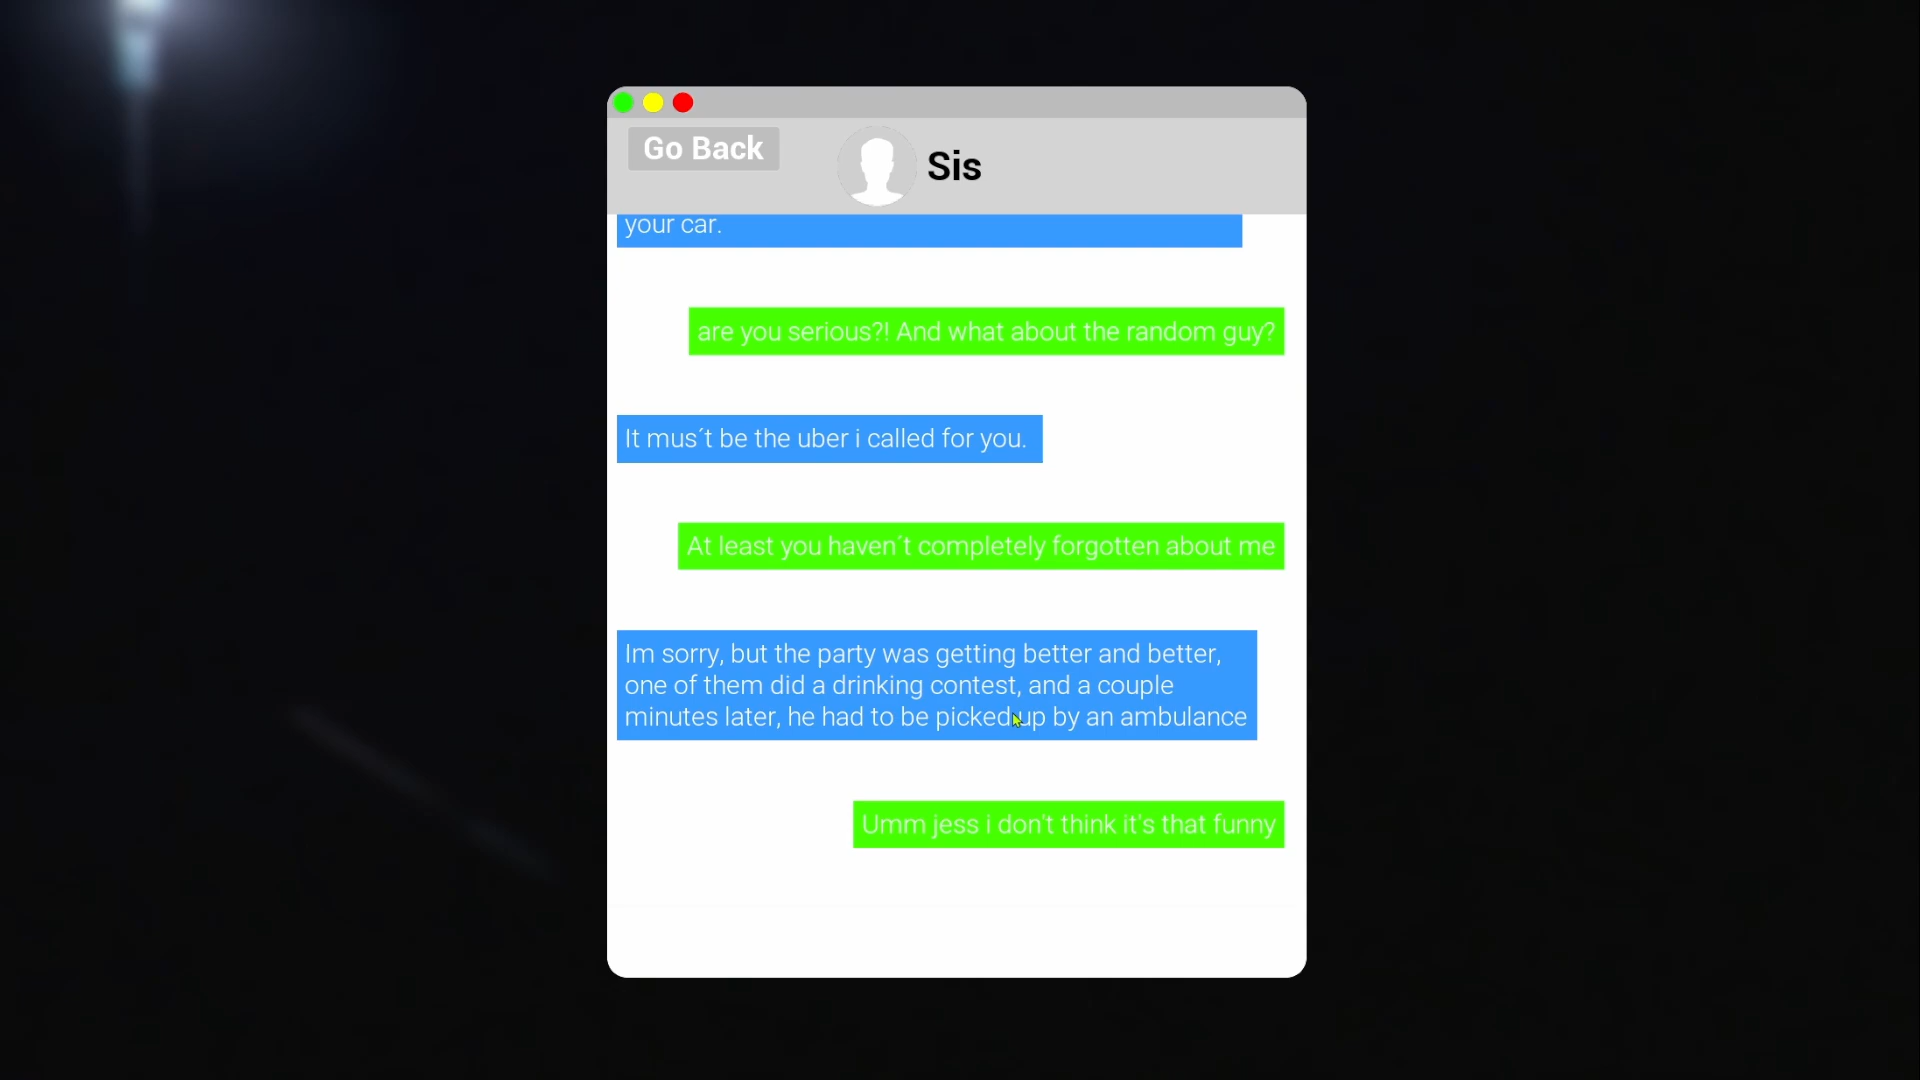 Go Back
Sis
your car.
are you serious?! And what about the random guy?
It mus´t be the uber i called for you.
At least you haven´t completely forgotten about me
Im sorry, but the party was getting better and better,
one of them did a drinking contest, and a couple
minutes later, he had to be picked up by an ambulance
Umm jess i don't think it's that funny